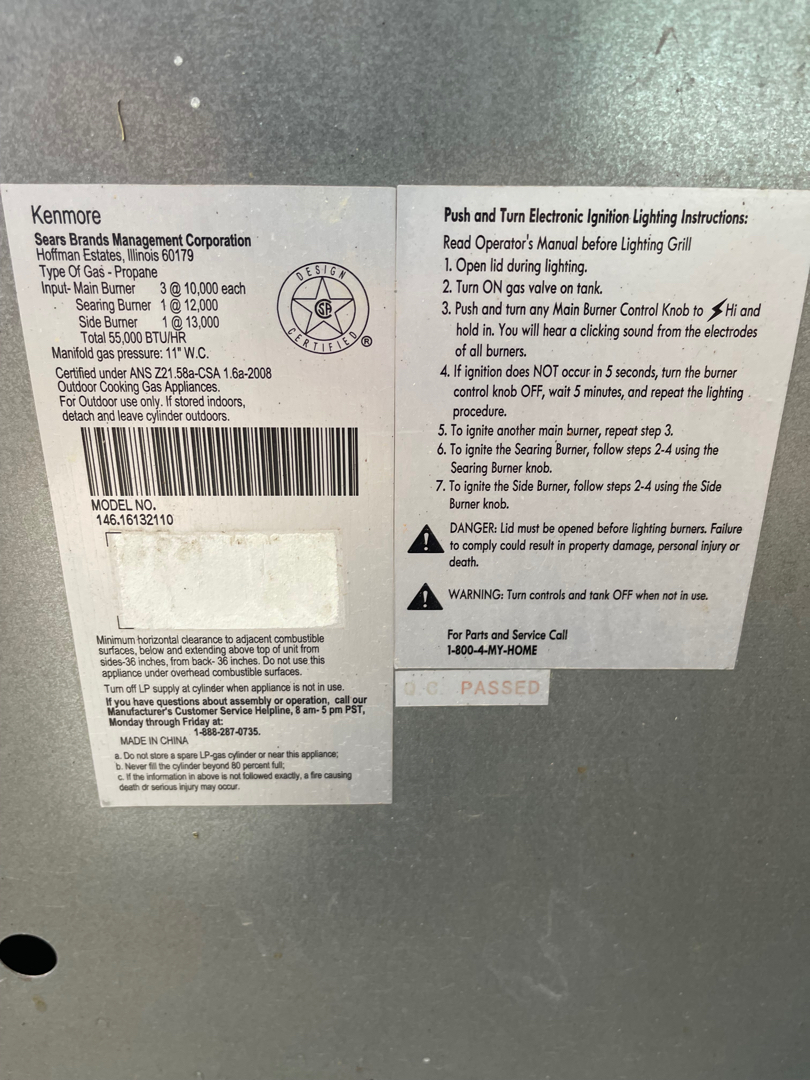 Kenmore
Sears Brands Management Corporation
Hoffman Estates, Illinois 60179
Type Of Gas - Propane
Input- Main Burner 3 @ 10,000 each
Searing Burner 1 @ 12,000
Side Burner 1 @ 13,000
Total 55,000 BTU/HR
Manifold gas pressure: 11" W.C.
DESIGN
SA
CERTIFIED
®
Certified under ANS Z21.58a-CSA 1.6a-2008
Outdoor Cooking Gas Appliances.
For Outdoor use only. If stored indoors,
detach and leave cylinder outdoors.
MODEL NO.
146.16132110
Minimum horizontal clearance to adjacent combustible
surfaces, below and extending above top of unit from
sides-36 inches, from back- 36 inches. Do not use this
appliance under overhead combustible surfaces.
Turn off LP supply at cylinder when appliance is not in use.
If you have questions about assembly or operation, call our
Manufacturer's Customer Service Helpline, 8 am- 5 pm PST,
Monday through Friday at:
1-888-287-0735.
MADE IN CHINA
a. Do not store a spare LP-gas cylinder or near this appliance;
b. Never fill the cylinder beyond 80 percent full;
c. If the information in above is not followed exactly, a fire causing
death or serious injury may occur.
Push and Turn Electronic Ignition Lighting Instructions:
Read Operator's Manual before Lighting Grill
1. Open lid during lighting.
2. Turn ON gas valve on tank.
3. Push and turn any Main Burner Control Knob to Hi and
hold in. You will hear a clicking sound from the electrodes
of all burners.
4. If ignition does NOT occur in 5 seconds, turn the burner
control knob OFF, wait 5 minutes, and repeat the lighting
procedure.
5. To ignite another main burner, repeat step 3.
6. To ignite the Searing Burner, follow steps 2-4 using the
Searing Burner knob.
7. To ignite the Side Burner, follow steps 2-4 using the Side
Burner knob.
DANGER: Lid must be opened before lighting burners. Failure
to comply could result in property damage, personal injury or
death.
WARNING: Turn controls and tank OFF when not in use.
For Parts and Service Call
1-800-4-MY-HOME
Q.C. PASSED